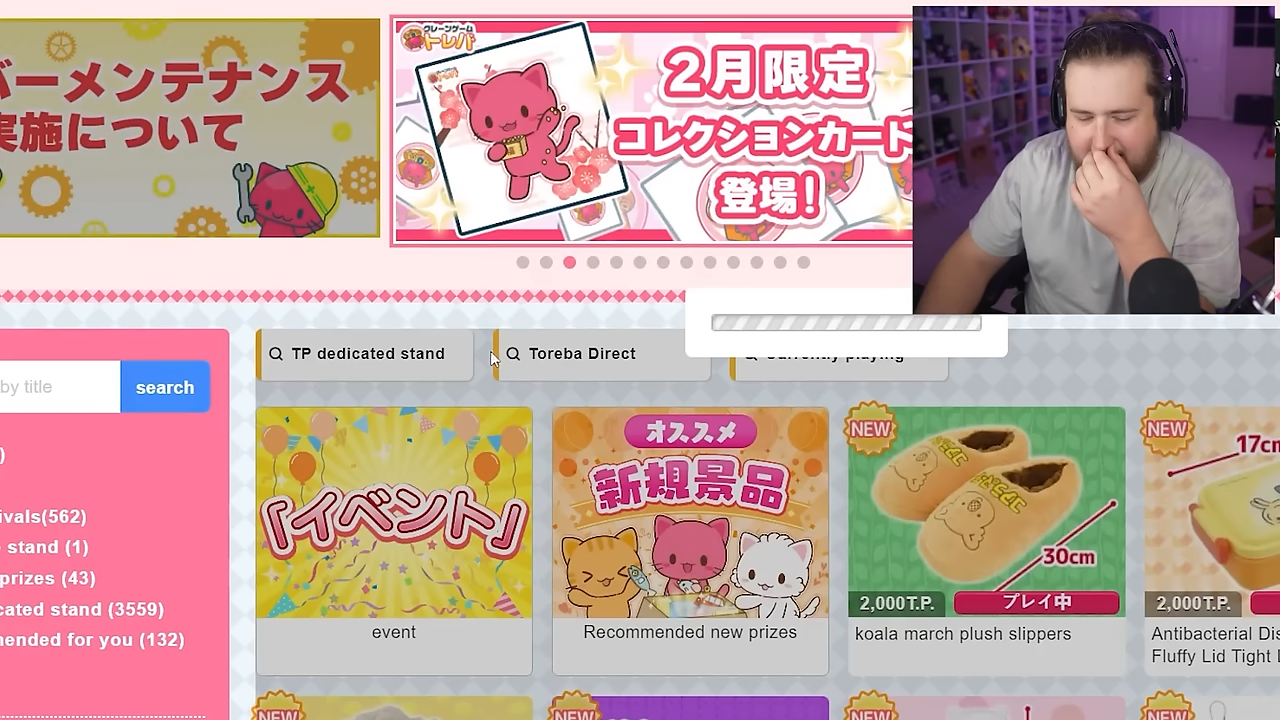 バーメンテナンス
実施について
クレーンゲーム
トレバ
2月限定
コレクションカード
登場!
TP dedicated stand
Toreba Direct
Currently playing
by title
search
)
ivals(562)
stand (1)
prizes (43)
cated stand (3559)
ended for you (132)
「イベント」
event
オススメ
新規景品
Recommended new prizes
NEW
30cm
2,000T.P.
プレイ中
koala march plush slippers
NEW
17cm
2,000T.P.
Antibacterial Dis
Fluffy Lid Tight
NEW
NEW
NEW
NEW